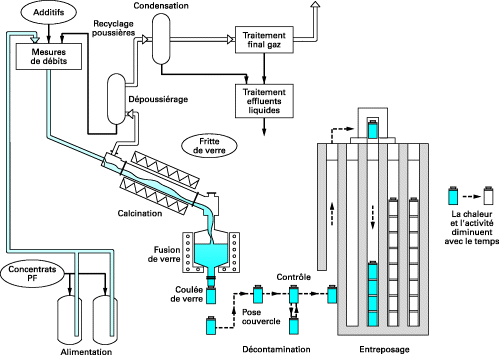 Condensation
Additifs
Recyclage
poussières
Mesures
de débits
Traitement
final gaz
Traitement
effluents
liquides
Dépoussiérage
Fritte
de verre
Calcination
La chaleur
et l'activité
diminuent
avec le temps
Fusion
de verre
Concentrats
PF
Coulée
de verre
Contrôle
Pose
couvercle
Alimentation
Décontamination
Entreposage